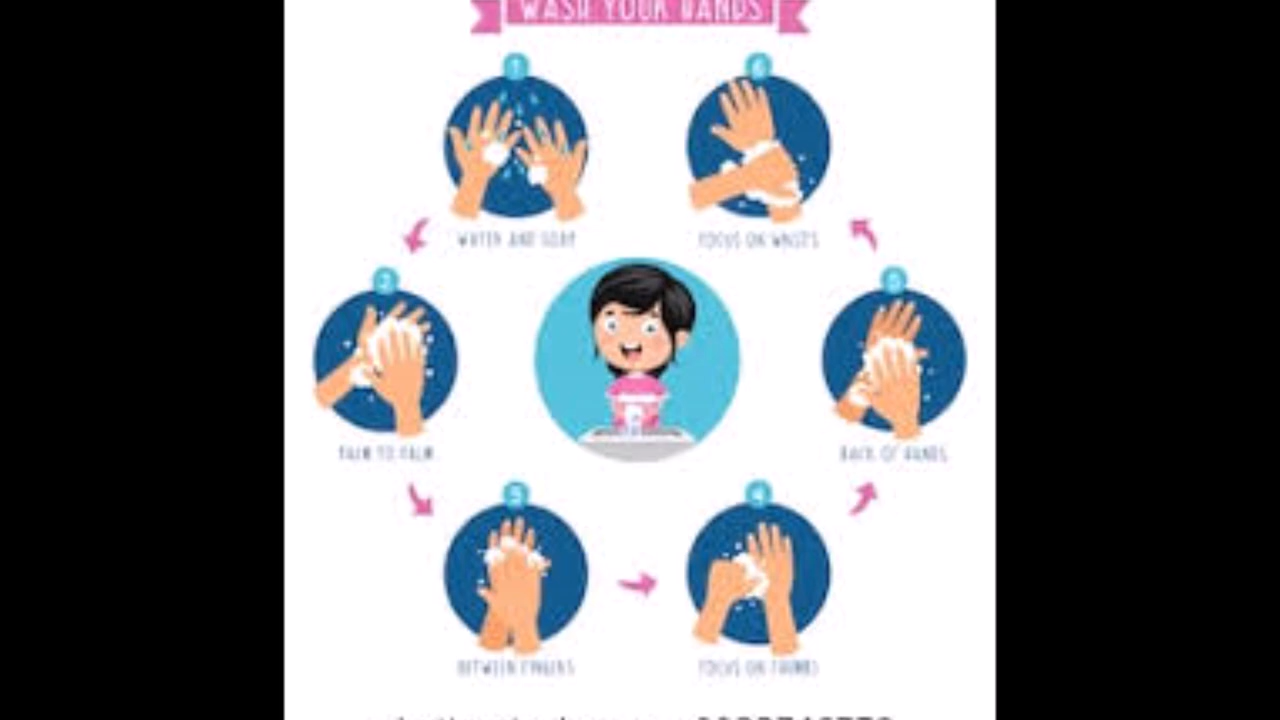 WASH YOUR HANDS
1
WATER AND SOAP
2
PALM TO PALM
3
BETWEEN FINGERS
4
FOCUS ON THUMBS
5
BACK OF HANDS
6
FOCUS ON WRISTS